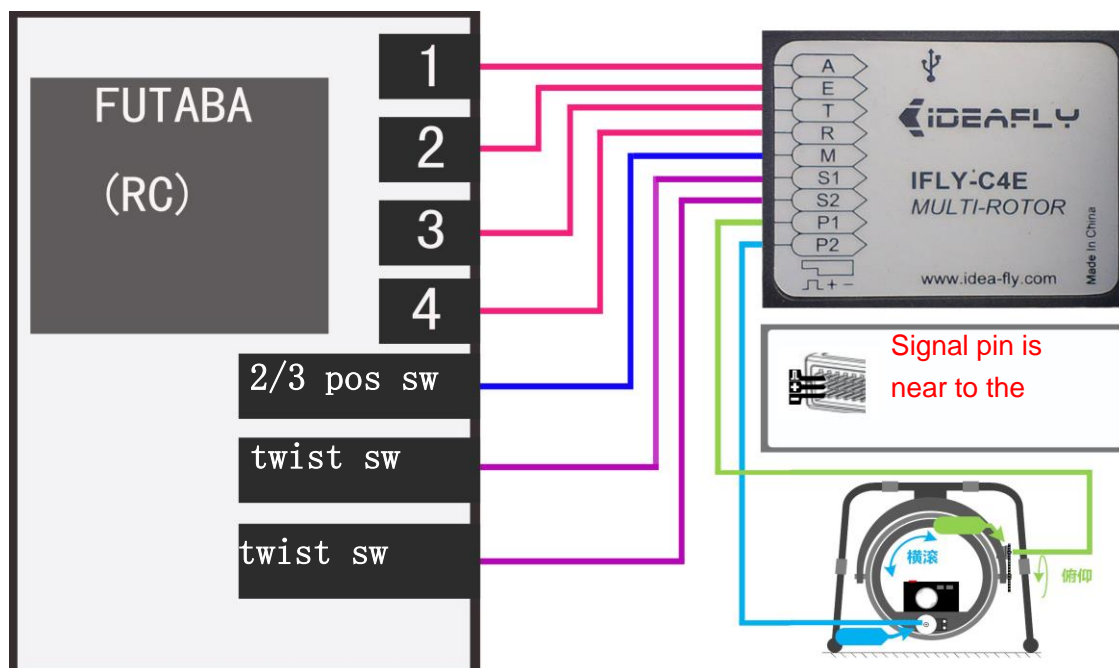 FUTABA
(RC)
1
2
3
4
2/3 pos sw
twist sw
twist sw
A
E
T
R
M
S1
S2
P1
P2
+ -
iDEAFLY
IFLY-C4E
MULTI-ROTOR
Made In China
www.idea-fly.com
Signal pin is
near to the
横滚
俯仰